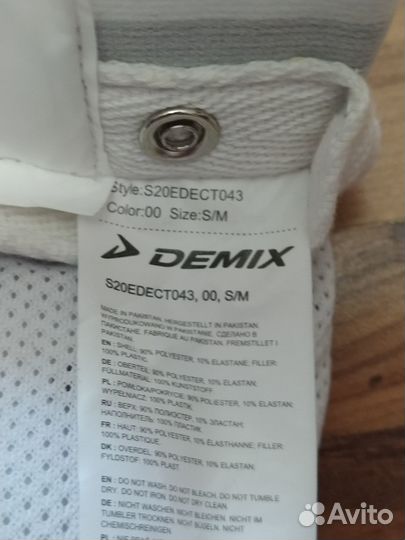 Style:S20EDECT043
Color:00 Size:S/M
DEMIX
S20EDECT043, 00, S/M
MADE IN PAKISTAN. HERGESTELLT IN PAKISTAN.
WYPRODUKOWANO W PAKISTANIE. СДЕЛАНО В
ПАКИСТАНЕ. FABRIQUE AU PAKISTAN. FREMSTILLET I
PAKISTAN.
EN : SHELL: 90% POLYESTER, 10% ELASTAN; FILLER:
100% PLASTIC.
DE : OBERTEIL: 90% POLYESTER, 10% ELASTAN;
FÜLLMATERIAL: 100% KUNSTSTOFF.
PL : POWŁOKA/POKRYCIE: 90% POLIESTER, 10% ELASTAN;
WYPEŁNIACZ: 100% PLASTIK.
RU : ВЕРХ: 90% ПОЛИЭСТЕР, 10% ЭЛАСТАН;
НАПОЛНИТЕЛЬ: 100% ПЛАСТИК.
FR : HAUT: 90% POLYESTER, 10% ELASTHANNE; FILLER:
100% PLASTIQUE.
DK : OVERDEL: 90% POLYESTER, 10% ELASTAN;
FYLDSTOF: 100% PLAST
EN : DO NOT WASH. DO NOT BLEACH. DO NOT TUMBLE
DRY. DO NOT IRON. DO NOT DRY CLEAN.
DE : NICHT WASCHEN. NICHT BLEICHEN. NICHT IM
TUMBLER TROCKNEN. NICHT BÜGELN. NICHT
CHEMISCHREINIGEN.
PL : NIE
Avito